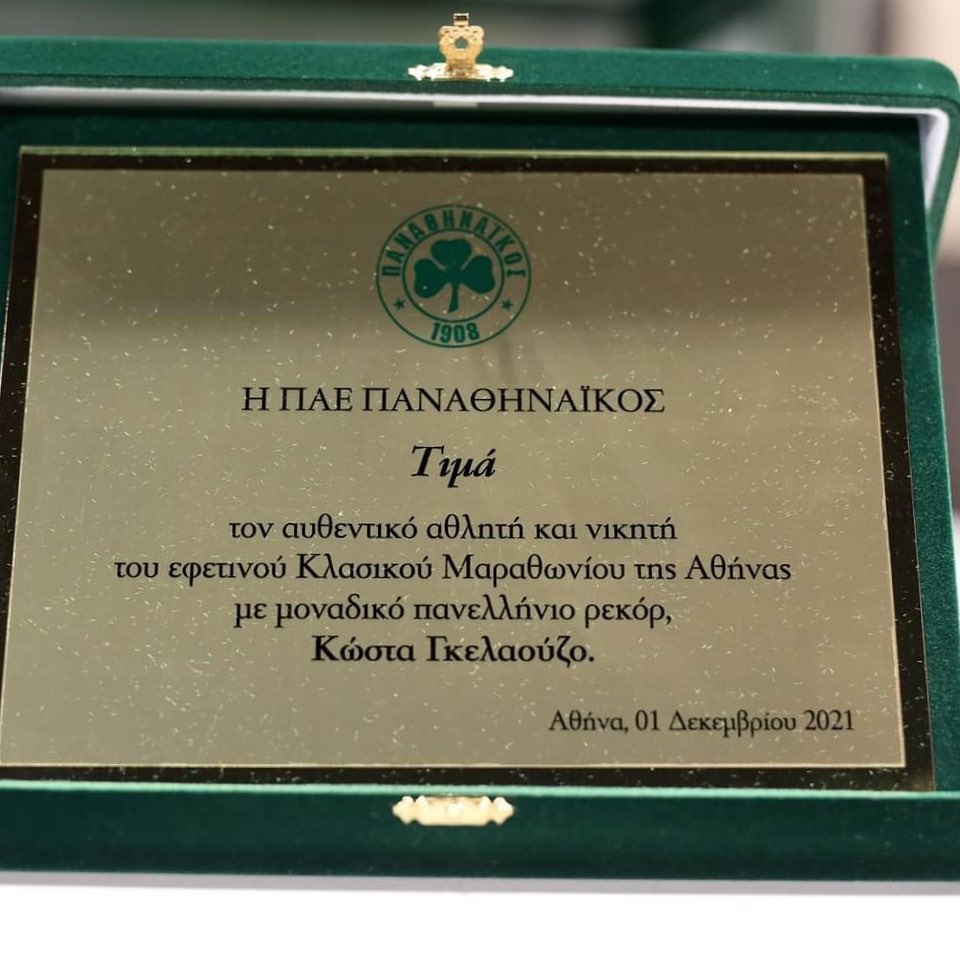 ΠΑΝΑΘΗΝΑΪΚΟΣ
1908
Η ΠΑΕ ΠΑΝΑΘΗΝΑΪΚΟΣ
Τιμά
τον αυθεντικό αθλητή και νικητή
του εφετινού Κλασικού Μαραθωνίου της Αθήνας
με μοναδικό πανελλήνιο ρεκόρ,
Κώστα Γκελαούζο.
Αθήνα, 01 Δεκεμβρίου 2021